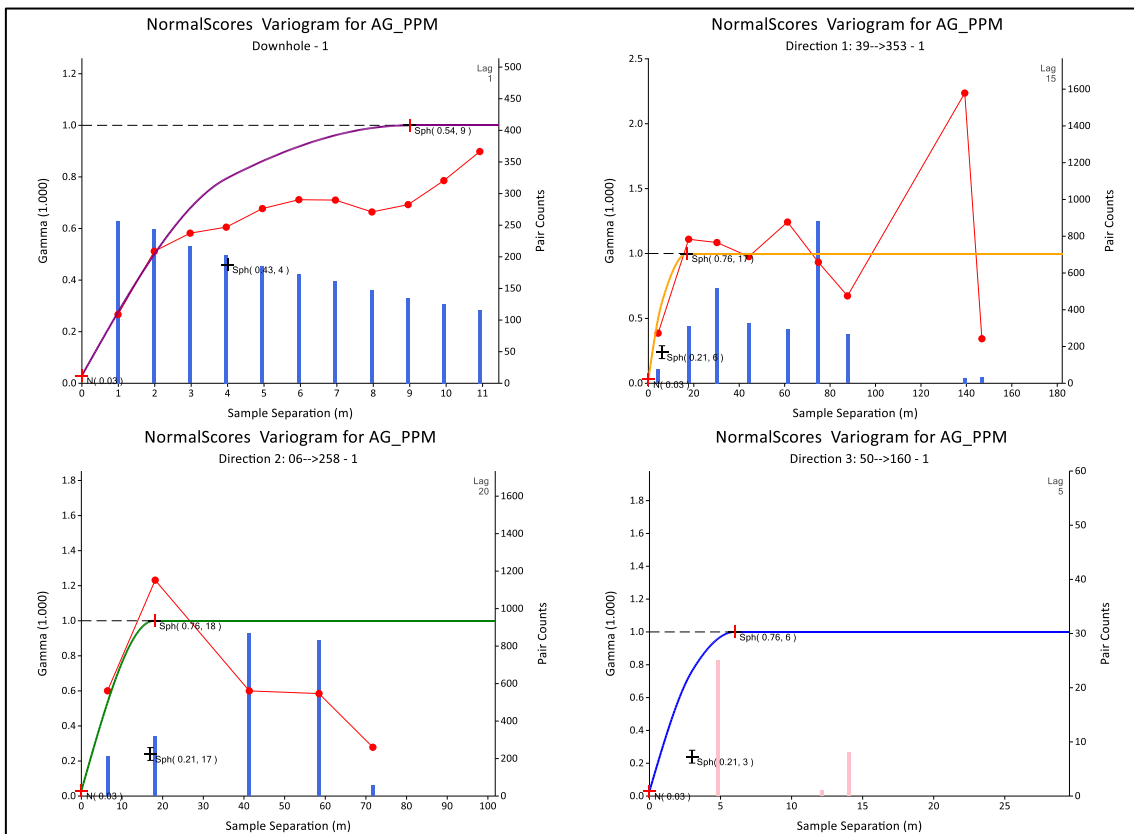 NormalScores Variogram for AG_PPM
Downhole - 1
Lag
1
Gamma (1.000)
1.2
1.0
0.8
0.6
0.4
0.2
0.0
Sph( 0.54, 9 )
Sph( 0.43, 4 )
N( 0.03 )
500
450
400
350
300
250
200
150
100
50
0
Pair Counts
0 1 2 3 4 5 6 7 8 9 10 11
Sample Separation (m)
NormalScores Variogram for AG_PPM
Direction 1: 39-->353 - 1
Lag
15
Gamma (1.000)
2.5
2.0
1.5
1.0
0.5
0.0
Sph( 0.76, 17 )
Sph( 0.21, 6 )
N( 0.03 )
1600
1400
1200
1000
800
600
400
200
0
Pair Counts
0 20 40 60 80 100 120 140 160 180
Sample Separation (m)
NormalScores Variogram for AG_PPM
Direction 2: 06-->258 - 1
Lag
20
Gamma (1.000)
1.8
1.6
1.4
1.2
1.0
0.8
0.6
0.4
0.2
0.0
Sph( 0.76, 18 )
Sph( 0.21, 17 )
N( 0.03 )
1600
1400
1200
1000
800
600
400
200
0
Pair Counts
0 10 20 30 40 50 60 70 80 90 100
Sample Separation (m)
NormalScores Variogram for AG_PPM
Direction 3: 50-->160 - 1
Lag
5
Gamma (1.000)
1.8
1.6
1.4
1.2
1.0
0.8
0.6
0.4
0.2
0.0
Sph( 0.76, 6 )
Sph( 0.21, 3 )
N( 0.03 )
60
50
40
30
20
10
0
Pair Counts
0 5 10 15 20 25
Sample Separation (m)